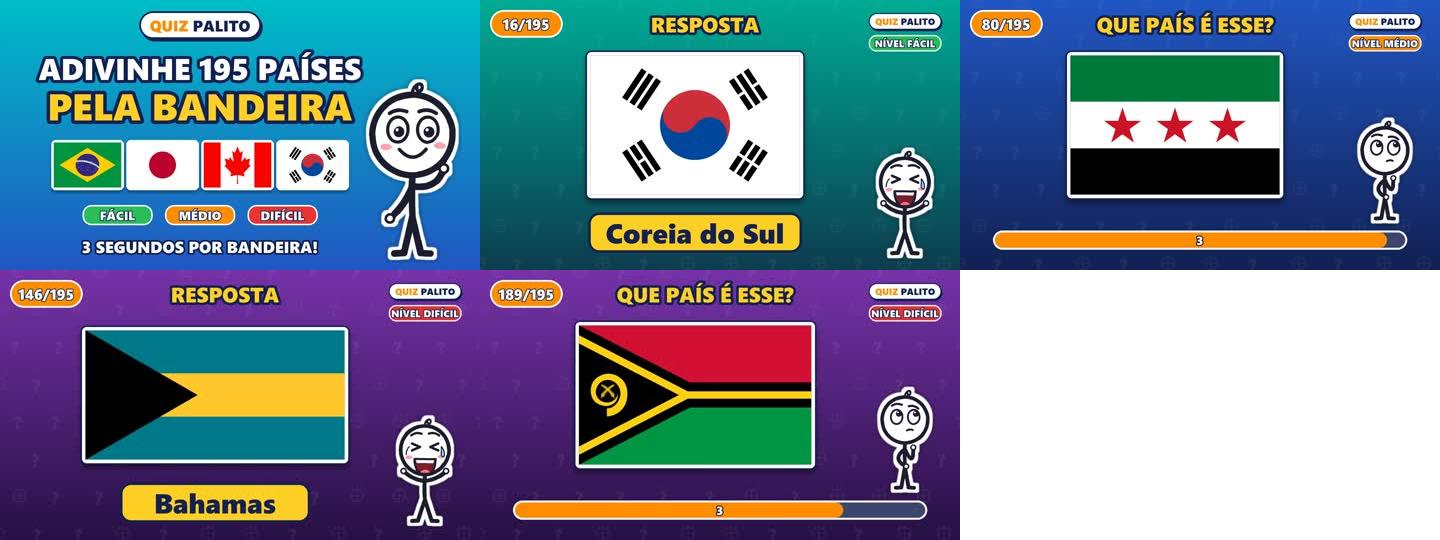 QUIZ PALITO
ADIVINHE 195 PAÍSES
PELA BANDEIRA
FÁCIL
MÉDIO
DIFÍCIL
3 SEGUNDOS POR BANDEIRA!
16/195
RESPOSTA
QUIZ PALITO
NÍVEL FÁCIL
Coreia do Sul
80/195
QUE PAÍS É ESSE?
QUIZ PALITO
NÍVEL MÉDIO
3
146/195
RESPOSTA
QUIZ PALITO
NÍVEL DIFÍCIL
Bahamas
189/195
QUE PAÍS É ESSE?
QUIZ PALITO
NÍVEL DIFÍCIL
3